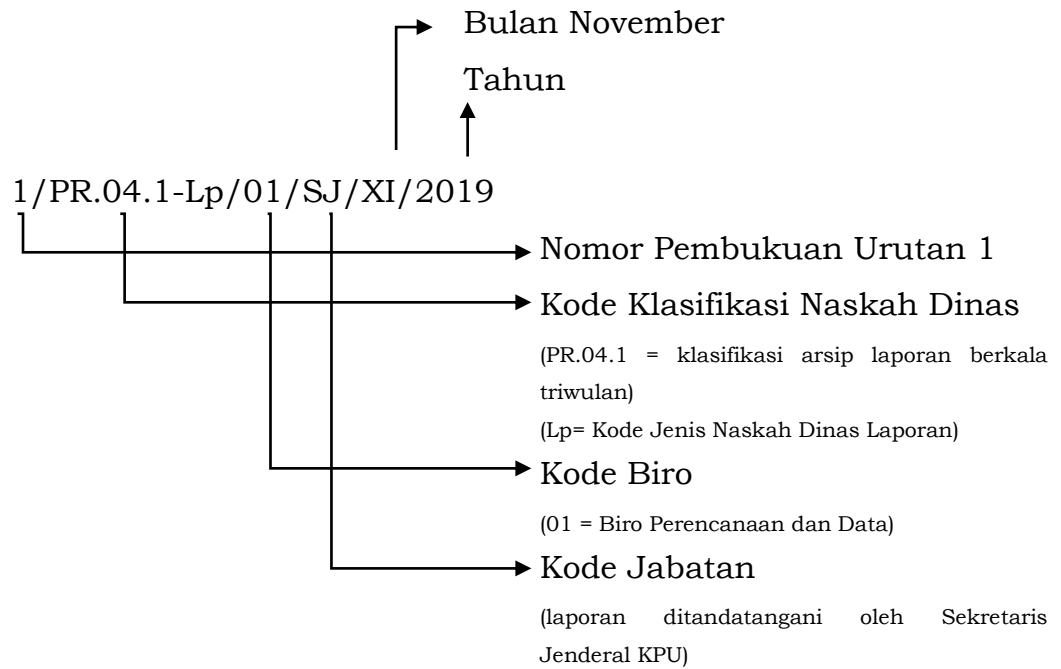 Bulan November
Tahun
1/PR.04.1-Lp/01/SJ/XI/2019
Nomor Pembukuan Urutan 1
Kode Klasifikasi Naskah Dinas
(PR.04.1 = klasifikasi arsip laporan berkala
triwulan)
(Lp= Kode Jenis Naskah Dinas Laporan)
Kode Biro
(01 = Biro Perencanaan dan Data)
Kode Jabatan
(laporan ditandatangani oleh Sekretaris
Jenderal KPU)